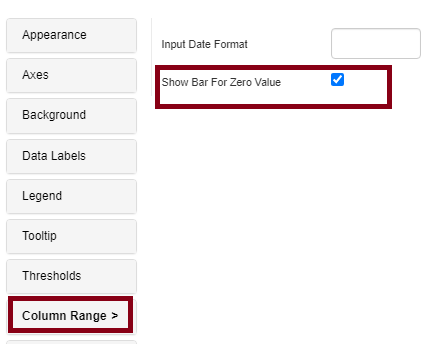 Appearance
Axes
Background
Data Labels
Legend
Tooltip
Thresholds
Column Range >
Input Date Format
Show Bar For Zero Value